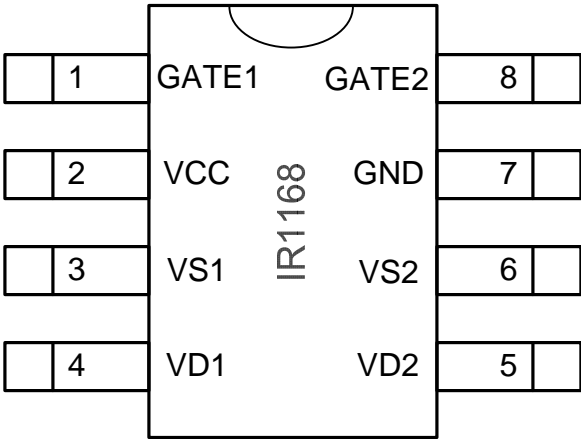 1 GATE1 GATE2 8
2 VCC GND 7
IR1168
3 VS1 VS2 6
4 VD1 VD2 5